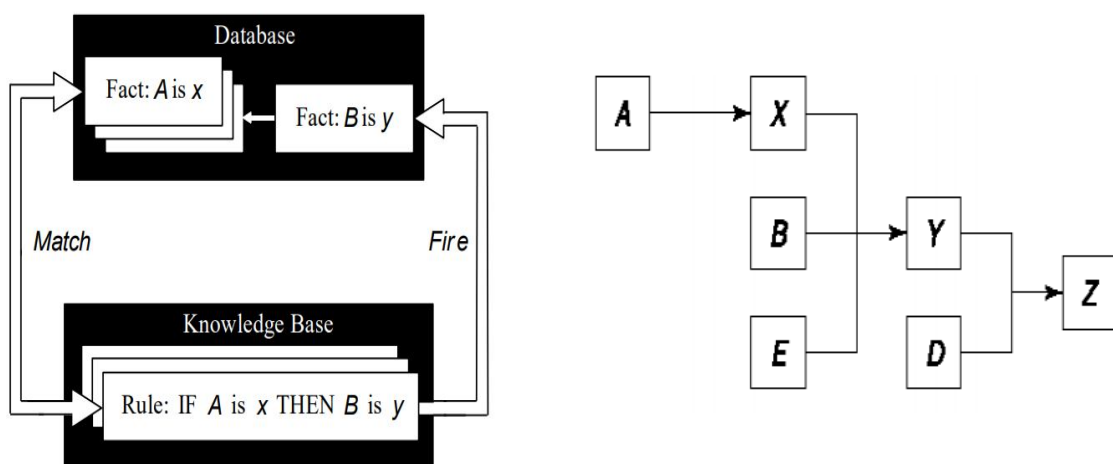 Database
Fact: A is x
Fact: B is y
Match
Fire
Knowledge Base
Rule: IF A is x THEN B is y
A
X
B
Y
Z
E
D